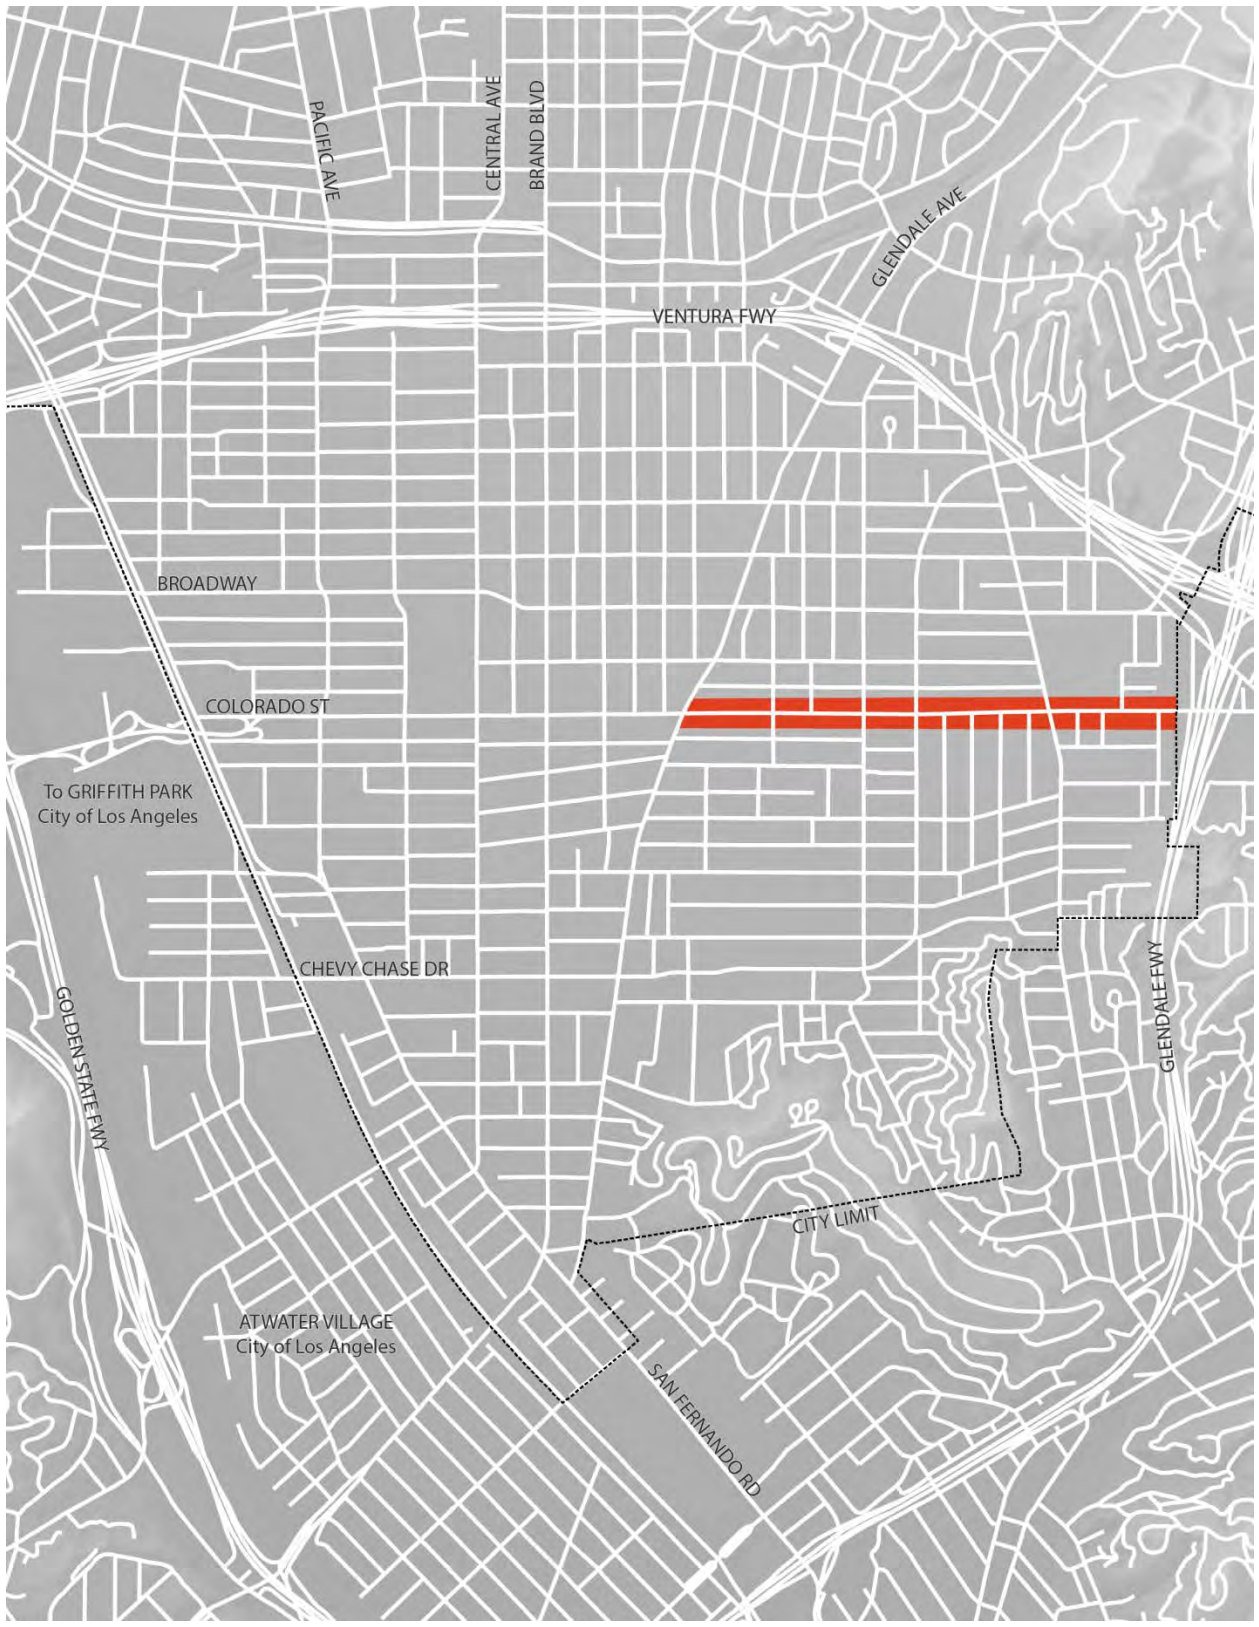 PACIFIC AVE
CENTRAL AVE
BRAND BLVD
GLENDALE AVE
VENTURA FWY
BROADWAY
COLORADO ST
To GRIFFITH PARK
City of Los Angeles
CHEVY CHASE DR
GOLDEN STATE FWY
GLENDALE FWY
CITY LIMIT
ATWATER VILLAGE
City of Los Angeles
SAN FERNANDO RD